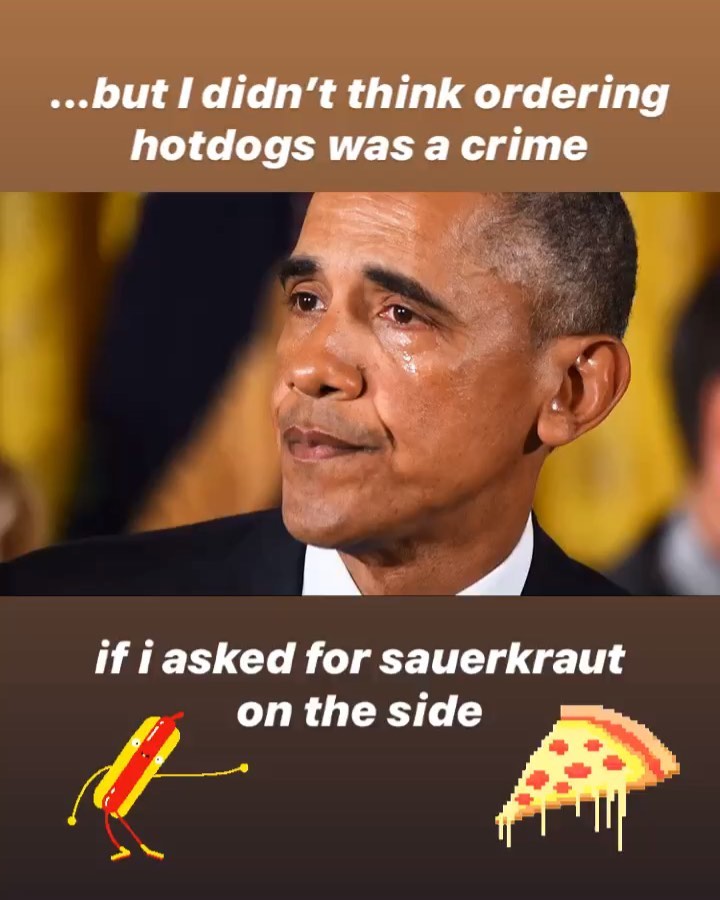 ...but I didn’t think ordering
hotdogs was a crime
if i asked for sauerkraut
on the side